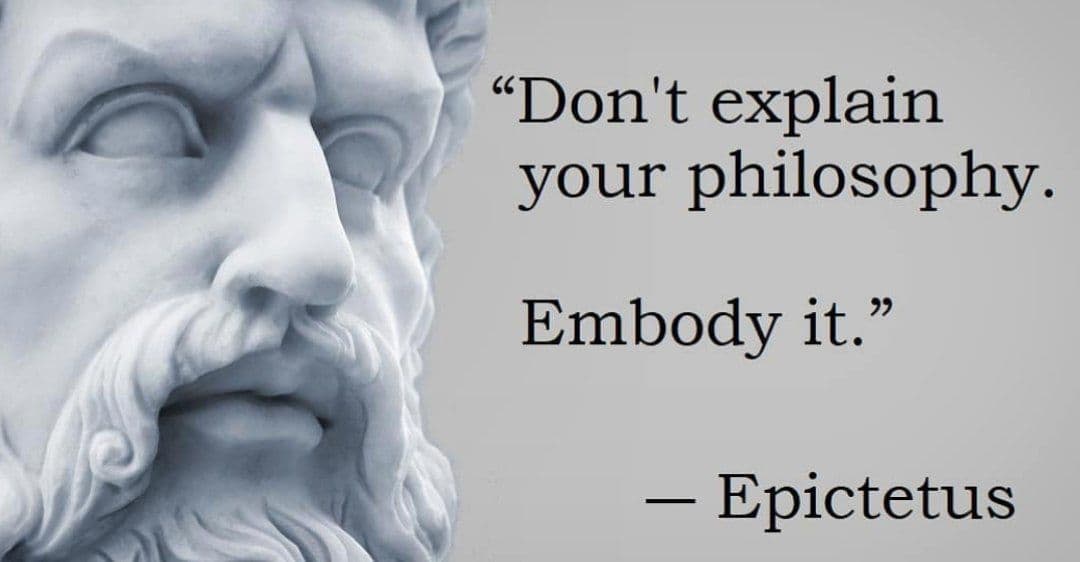 “Don't explain
your philosophy.
Embody it.”
— Epictetus